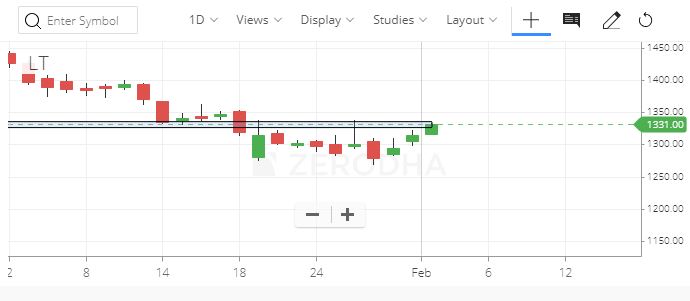 Enter Symbol 1D Views Display Studies Layout
LT
ZERODHA
1450.00
1400.00
1350.00
1331.00
1300.00
1250.00
1200.00
1150.00
2 8 14 18 24 Feb 6 12